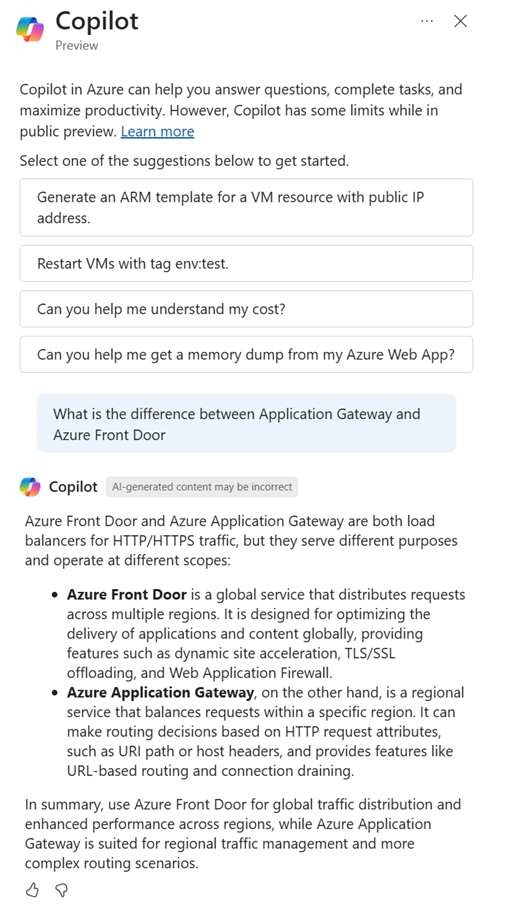 Copilot
Preview
Copilot in Azure can help you answer questions, complete tasks, and
maximize productivity. However, Copilot has some limits while in
public preview. Learn more
Select one of the suggestions below to get started.
Generate an ARM template for a VM resource with public IP
address.
Restart VMs with tag env:test.
Can you help me understand my cost?
Can you help me get a memory dump from my Azure Web App?
What is the difference between Application Gateway and
Azure Front Door
Copilot AI-generated content may be incorrect
Azure Front Door and Azure Application Gateway are both load
balancers for HTTP/HTTPS traffic, but they serve different purposes
and operate at different scopes:
• Azure Front Door is a global service that distributes requests
across multiple regions. It is designed for optimizing the
delivery of applications and content globally, providing
features such as dynamic site acceleration, TLS/SSL
offloading, and Web Application Firewall.
• Azure Application Gateway, on the other hand, is a regional
service that balances requests within a specific region. It can
make routing decisions based on HTTP request attributes,
such as URI path or host headers, and provides features like
URL-based routing and connection draining.
In summary, use Azure Front Door for global traffic distribution and
enhanced performance across regions, while Azure Application
Gateway is suited for regional traffic management and more
complex routing scenarios.